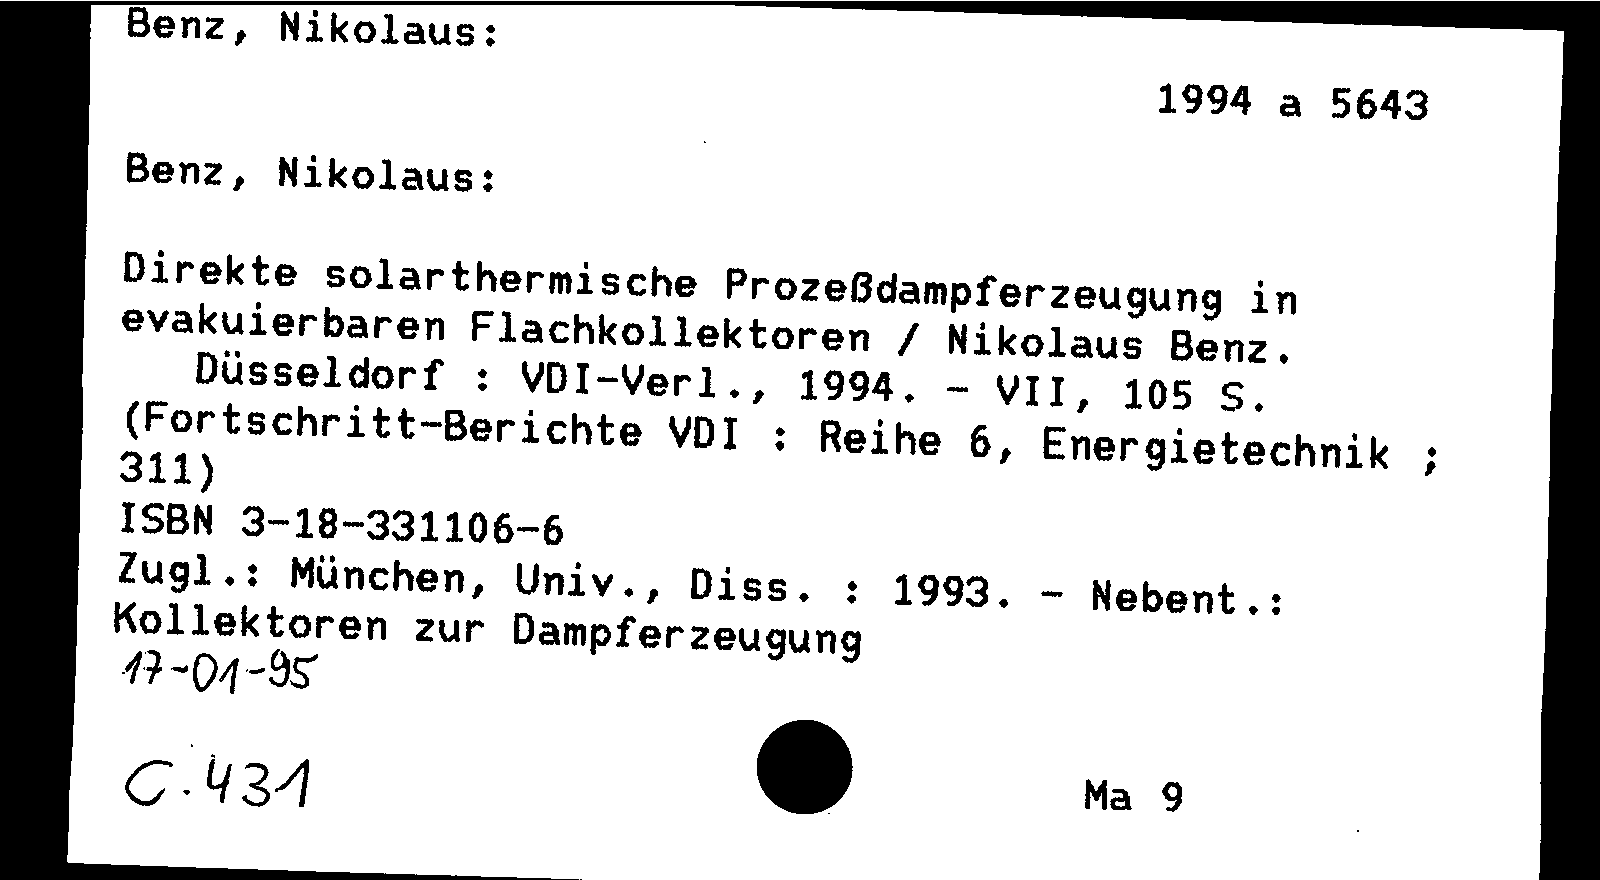 Benz, Nikolaus:
1994 a 5643
Benz, Nikolaus:
Direkte solarthermische Prozeßdampferzeugung in
evakuierbaren Flachkollektoren / Nikolaus Benz.
Düsseldorf : VDI-Verl., 1994. - VII, 105 S.
(Fortschritt-Berichte VDI : Reihe 6, Energietechnik ;
311)
ISBN 3-18-331106-6
Zugl.: München, Univ., Diss. : 1993. - Nebent.:
Kollektoren zur Dampferzeugung
17-01-95
C.431
Ma 9